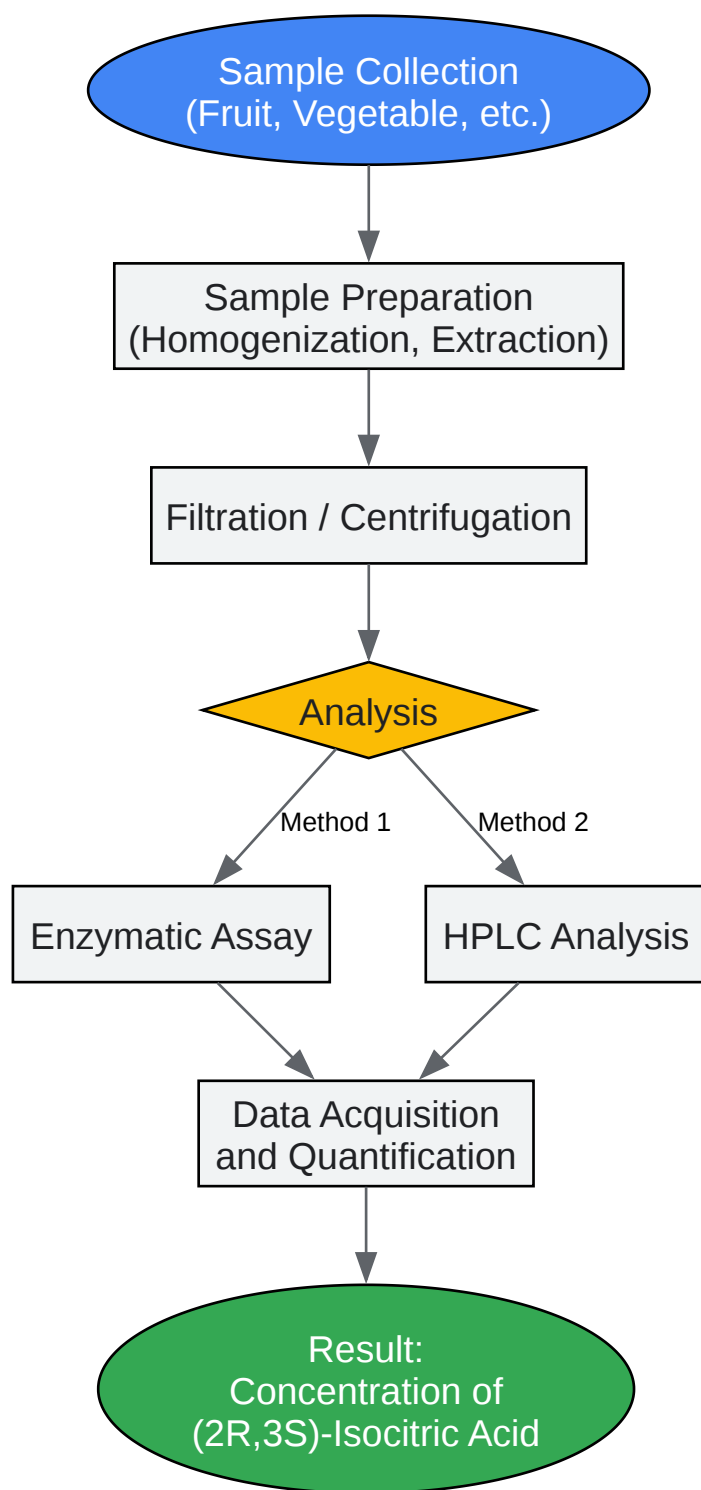 Sample Collection
(Fruit, Vegetable, etc.)
Sample Preparation
(Homogenization, Extraction)
Filtration / Centrifugation
Analysis
Method 1
Method 2
Enzymatic Assay
HPLC Analysis
Data Acquisition
and Quantification
Result:
Concentration of
(2R,3S)-Isocitric Acid